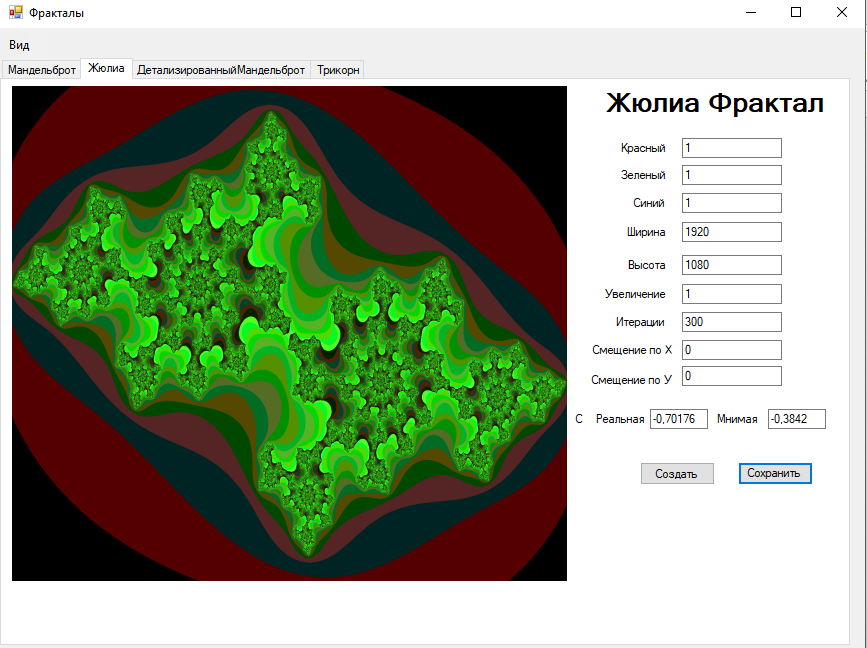 Фракталы
Вид
Мандельброт Жюлиа ДетализированныйМандельброт Трикорн
Жюлиа Фрактал
Красный 1
Зеленый 1
Синий 1
Ширина 1920
Высота 1080
Увеличение 1
Итерации 300
Смещение по X 0
Смещение по У 0
С Реальная -0,70176 Мнимая -0,3842
Создать Сохранить